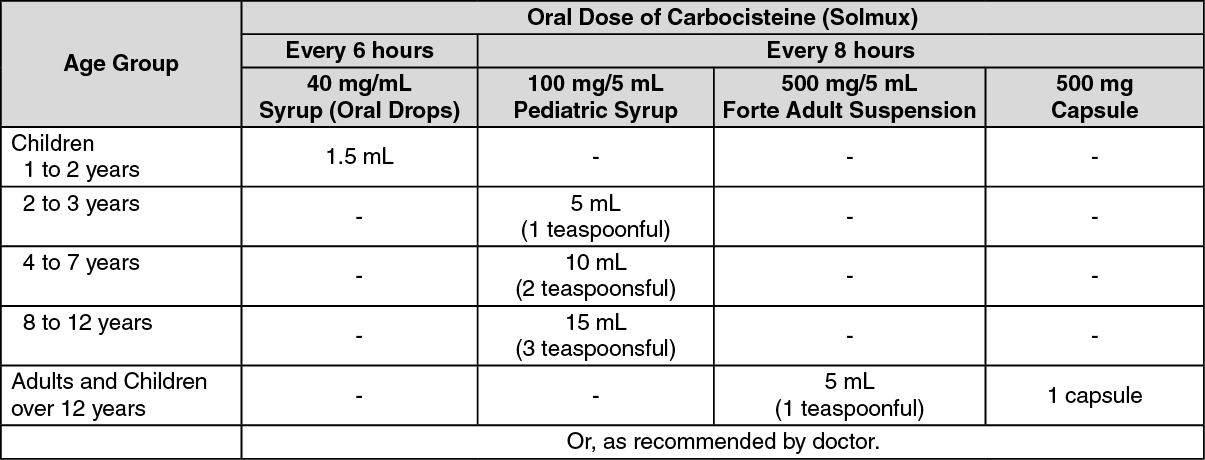 Age Group
Oral Dose of Carbocisteine (Solmux)
Every 6 hours
Every 8 hours
40 mg/mL
Syrup (Oral Drops)
100 mg/5 mL
Pediatric Syrup
500 mg/5 mL
Forte Adult Suspension
500 mg
Capsule
Children
1 to 2 years
1.5 mL
-
-
-
2 to 3 years
-
5 mL
(1 teaspoonful)
-
-
4 to 7 years
-
10 mL
(2 teaspoonsful)
-
-
8 to 12 years
-
15 mL
(3 teaspoonsful)
-
-
Adults and Children
over 12 years
-
-
5 mL
(1 teaspoonful)
1 capsule
Or, as recommended by doctor.